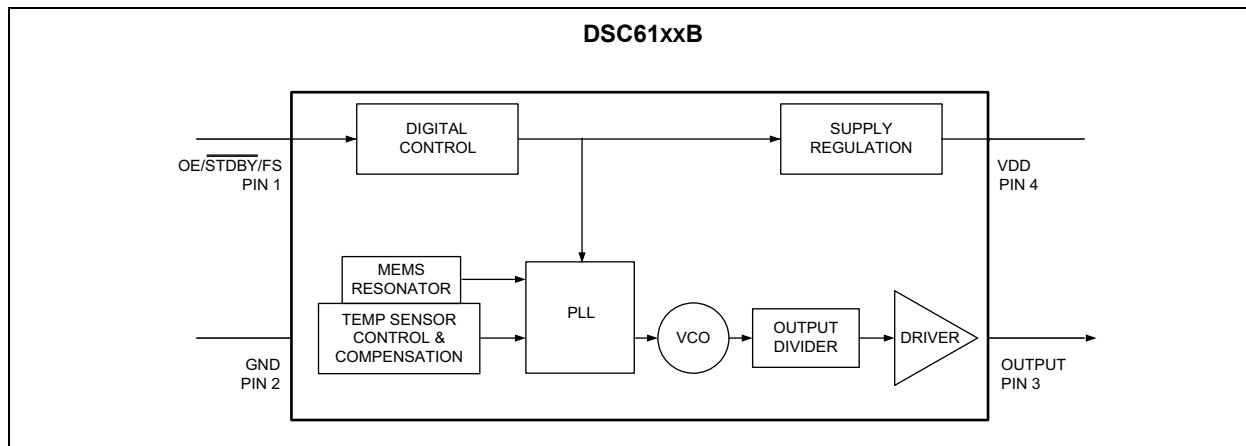 DSC61xxB
DIGITAL
CONTROL
SUPPLY
REGULATION
OE/STDBY/FS
PIN 1
VDD
PIN 4
MEMS
RESONATOR
TEMP SENSOR
CONTROL &
COMPENSATION
PLL
VCO
OUTPUT
DIVIDER
DRIVER
GND
PIN 2
OUTPUT
PIN 3